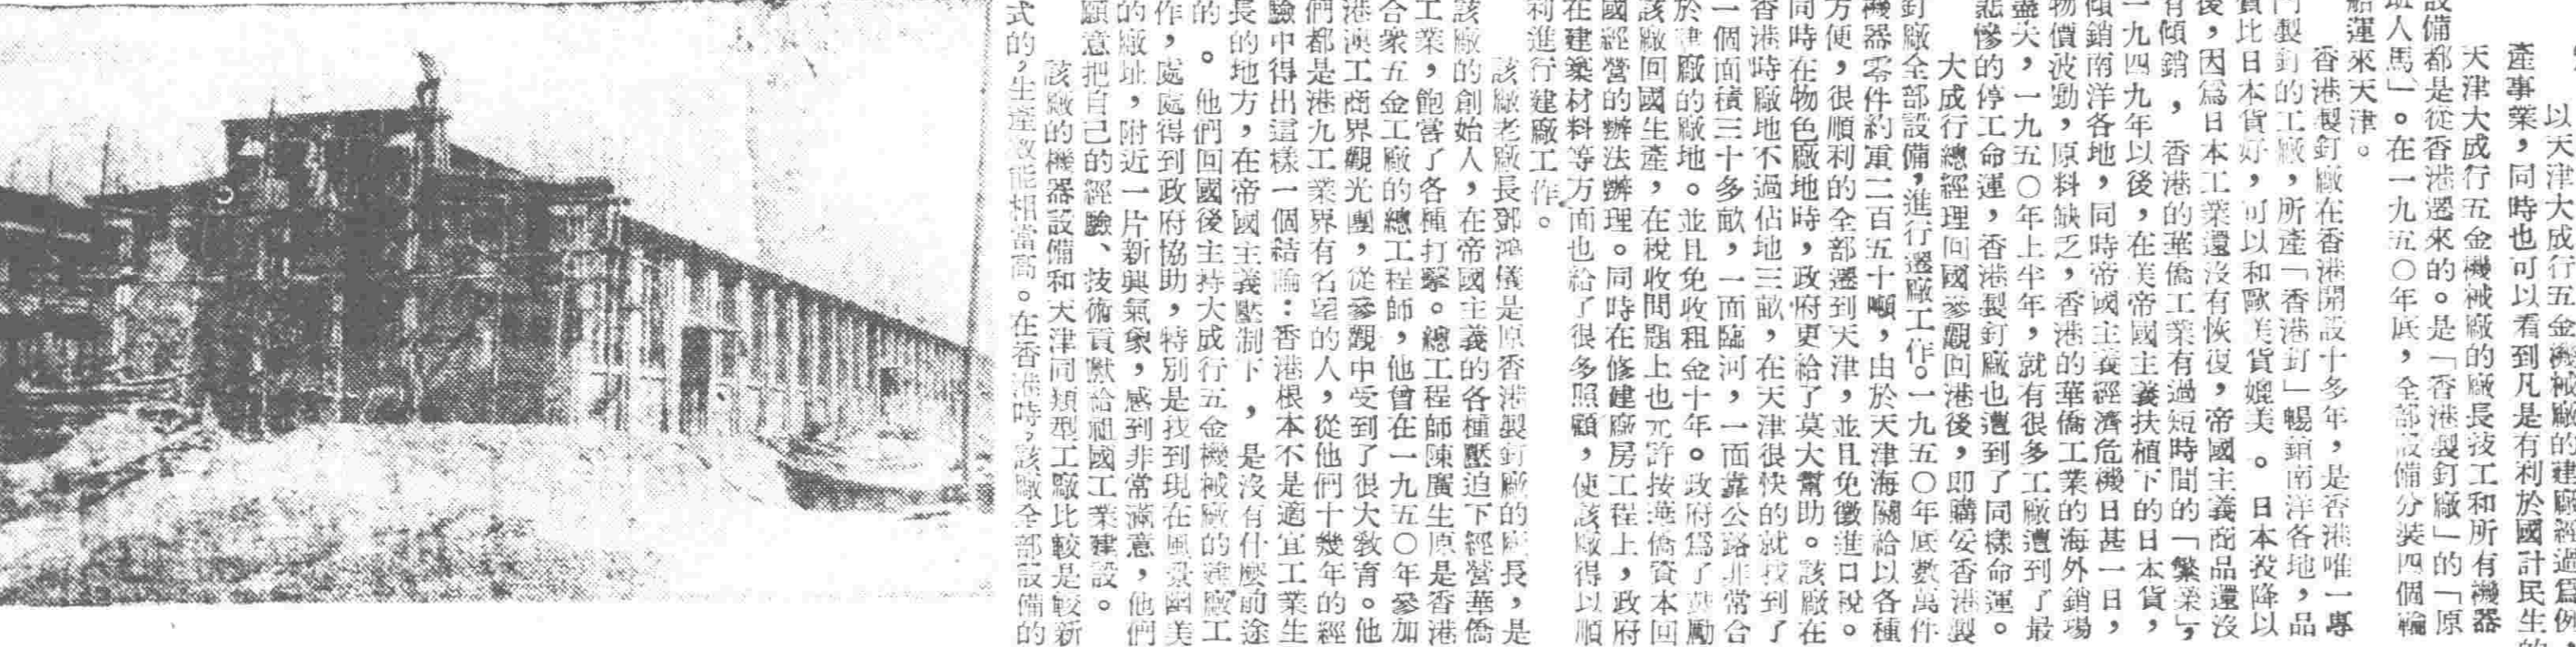 以天津大成行五金機械廠的建廠經過爲例，
產事業，同時也可以看到凡是有利於國計民生的
天津大成行五金機械廠的廠長技工和所有機器
設備都是從香港遷來的。是「香港製釘廠」的「原
班人馬」。在一九五〇年底，全部設備分裝四個輪
船運來天津。
香港製釘廠在香港開設十多年，是香港唯一專
門製釘的工廠，所產「香港釘」暢銷南洋各地，品
質比日本貨好，可以和歐美貨媲美。日本投降以
後，因爲日本工業還沒有恢復，帝國主義商品還沒
有傾銷，香港的華僑工業有過短時間的「繁榮」，
一九四九年以後，在美帝國主義扶植下的日本貨，
傾銷南洋各地，同時帝國主義經濟危機日甚一日，
物價波動，原料缺乏，香港的華僑工業的海外銷場
盡失，一九五〇年上半年，就有很多工廠遭到了最
悲慘的停工命運，香港製釘廠也遭到了同樣命運。
大成行總經理回國參觀回港後，即購妥香港製
釘廠全部設備，進行遷廠工作。一九五〇年底數萬件
機器零件約重二百五十噸，由於天津海關給以各種
方便，很順利的全部遷到天津，並且免徵進口稅。
同時在物色廠地時，政府更給了莫大幫助。該廠在
香港時廠地不過佔地三畝，在天津很快的就找到了
一個面積三十多畝，一面臨河，一面靠公路非常合
於建廠的廠地。並且免收租金十年。政府爲了鼓勵
該廠回國生產，在稅收問題上也允許按華僑資本回
國經營的辦法辦理。同時在修建廠房工程上，政府
在建築材料等方面也給了很多照顧，使該廠得以順
利進行建廠工作。
該廠老廠長鄧鴻儀是原香港製釘廠的廠長，是
該廠的創始人，在帝國主義的各種壓迫下經營華僑
工業，飽嘗了各種打擊。總工程師陳廣生原是香港
合衆五金工廠的總工程師，他曾在一九五〇年參加
港澳工商界觀光團，從參觀中受到了很大敎育。他
們都是港九工業界有名望的人，從他們十幾年的經
驗中得出這樣一個結論：香港根本不是適宜工業生
長的地方，在帝國主義壓制下，是沒有什麼前途
的。他們回國後主持大成行五金機械廠的建廠工
作，處處得到政府協助，特別是找到現在風景幽美
的廠址，附近一片新興氣象，感到非常滿意，他們
願意把自己的經驗、技術貢獻給祖國工業建設。
該廠的機器設備和天津同類型工廠比較是較新
式的，生產效能相當高。在香港時，該廠全部設備的